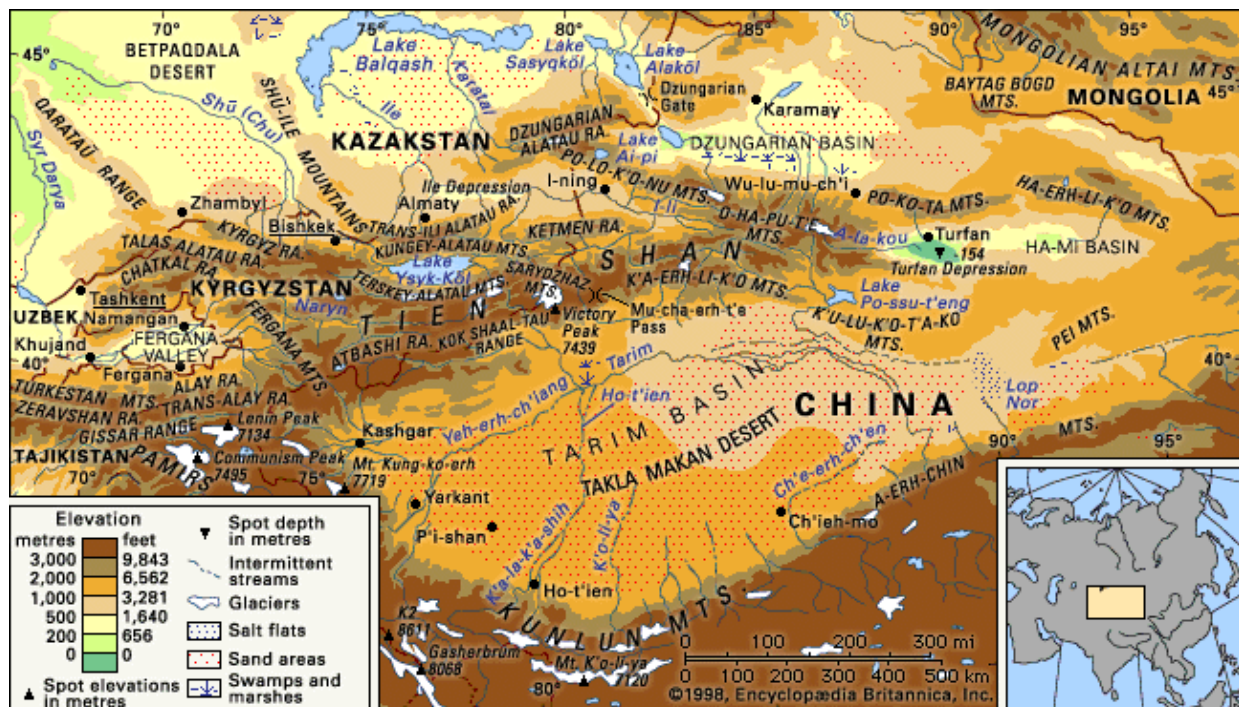 70°
75°
80°
85°
90°
95°
45°
BETPAQDALA
DESERT
Lake
Balqash
Lake
Sasyqköl
Lake
Alaköl
MONGOLIAN ALTAI MTS.
BAYTAG BOGD
MTS.
45°
MONGOLIA
Dzungarian
Gate
Karamay
QARATAŪ RANGE
Syr Darya
Shū (Chu)
SHŪ-ILE
MOUNTAINS
Ile
Karatal
KAZAKSTAN
DZUNGARIAN
ALATAU RA.
Lake
Ai-pi
DZUNGARIAN BASIN
PO-LO-K'O-NU MTS.
Wu-lu-mu-ch'i
Zhambyl
Ile Depression
I-ning
Almaty
I-li
PO-KO-TA MTS.
HA-ERH-LI-K'O MTS.
Bishkek
TRANS-ILI ALATAU RA.
KUNGEY-ALATAU MTS.
KETMEN RA.
O-HA-PU-T'E
MTS.
A-la-kou
Turfan
154
Turfan Depression
HA-MI BASIN
KYRGYZ RA.
TALAS ALATAU RA.
CHATKAL RA.
Lake
Ysyk-Köl
TERSKEY-ALATAU MTS.
SARYDZHAZ
MTS.
TIEN SHAN
K'A-ERH-LI-K'O MTS.
Lake
Po-ssu-t'eng
Tashkent
KYRGYZSTAN
Naryn
UZBEK.
Namangan
FERGANA
VALLEY
FERGANA MTS.
Khujand
40°
Fergana
ATBASHI RA.
KOK SHAAL-TAU
RANGE
Victory
Peak
7439
Mu-cha-erh-t'e
Pass
K'U-LU-K'O-T'A-KO
MTS.
PEI MTS.
40°
ALAY RA.
TURKESTAN MTS.
TRANS-ALAY RA.
ZERAVSHAN RA.
GISSAR RANGE
Lenin Peak
7134
TAJIKISTAN
PAMIRS
Communism Peak
7495
Kashgar
Mt. Kung-ko-erh
7719
Yeh-erh-ch'iang
Tarim
Ho-t'ien
TARIM BASIN
CHINA
TAKLA MAKAN DESERT
Lop
Nor
Ch'e-erh-ch'en
A-ERH-CHIN MTS.
70°
75°
90°
95°
Yarkant
P'i-shan
Ch'ieh-mo
K'a-la-k'a-shih
K'o-li-ya
Ho-t'ien
KUNLUN MTS.
K2
8611
Gasherbrum
8068
Mt. K'o-li-ya
7120
80°
Elevation
metres feet
3,000 9,843
2,000 6,562
1,000 3,281
500 1,640
200 656
0 0
Spot elevations
in metres
Spot depth
in metres
Intermittent
streams
Glaciers
Salt flats
Sand areas
Swamps and
marshes
0 100 200 300 mi
0 100 200 300 400 500 km
©1998, Encyclopædia Britannica, Inc.